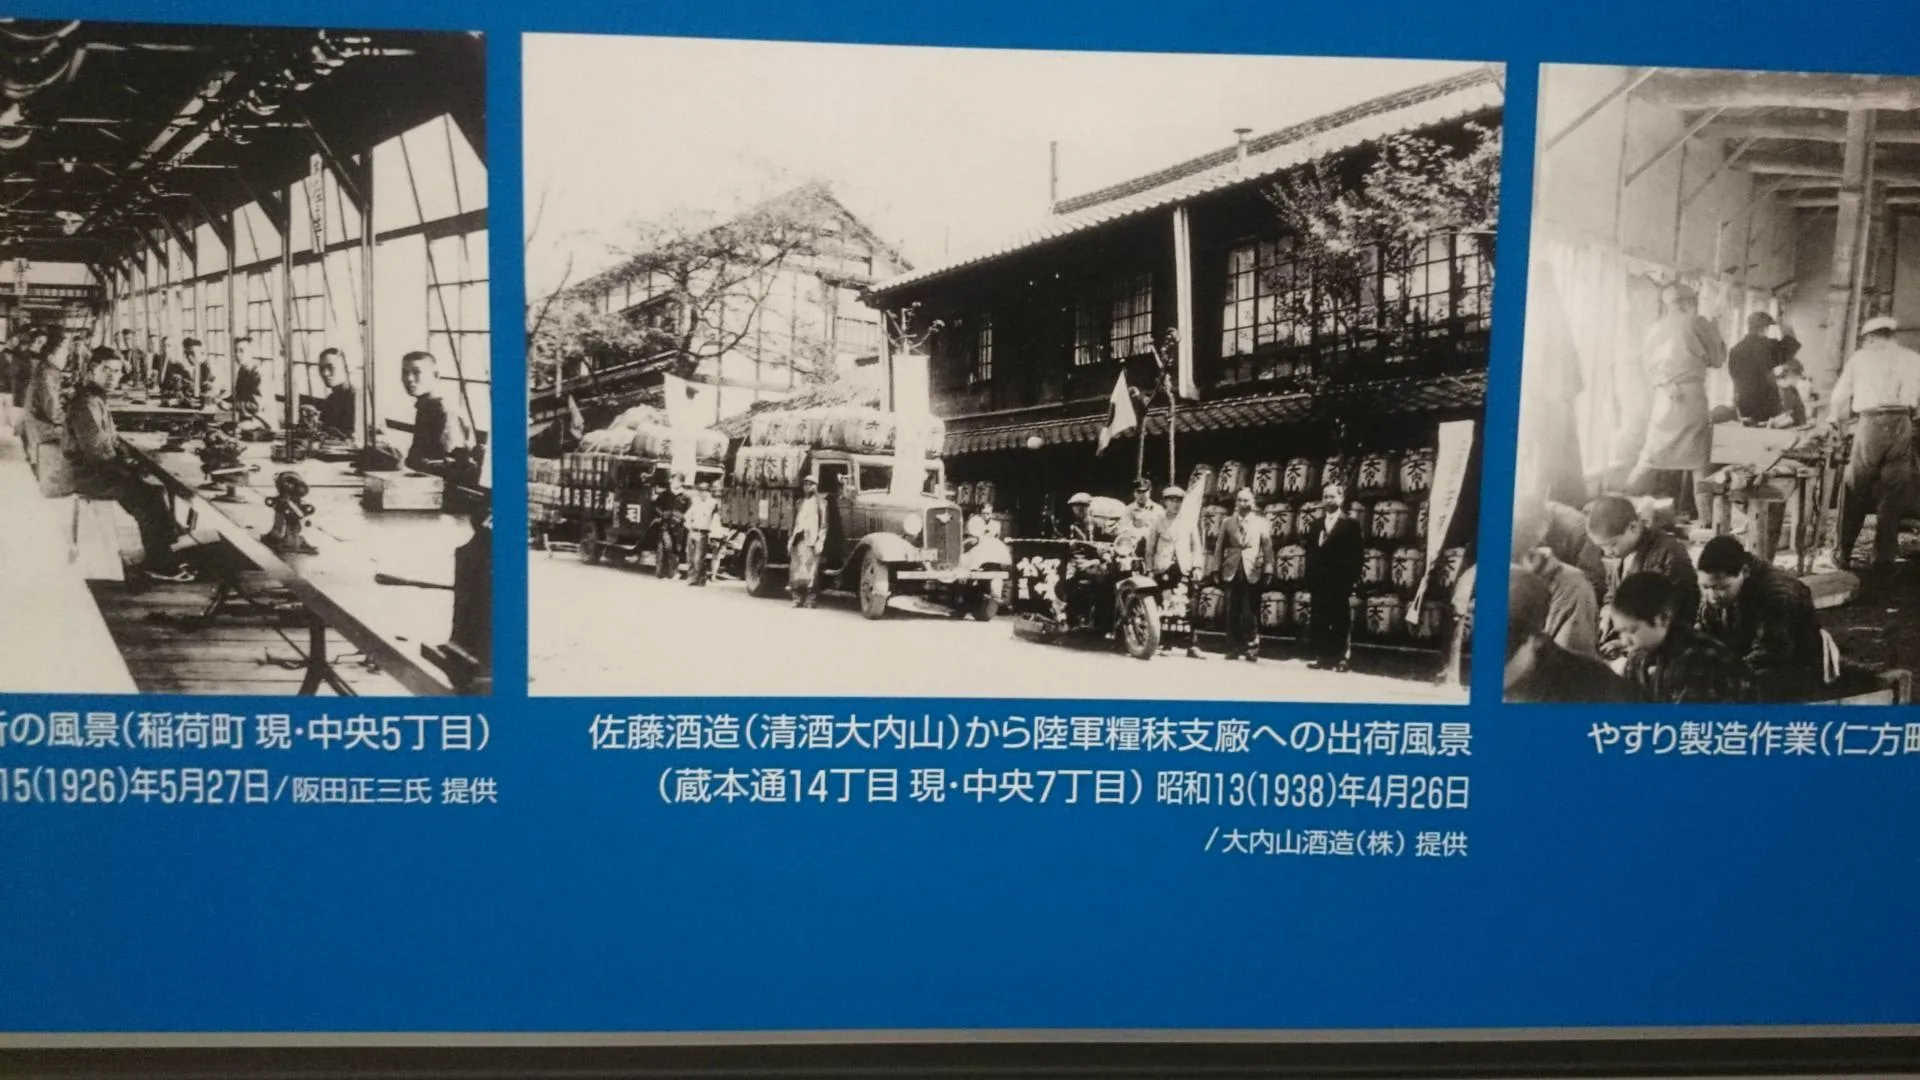 の風景(稲荷町 現・中央5丁目)
15(1926)年5月27日/阪田正三氏 提供
佐藤酒造(清酒大内山)から陸軍糧秣支廠への出荷風景
(蔵本通14丁目 現・中央7丁目) 昭和13(1938)年4月26日
/大内山酒造(株) 提供
やすり製造作業(仁方町